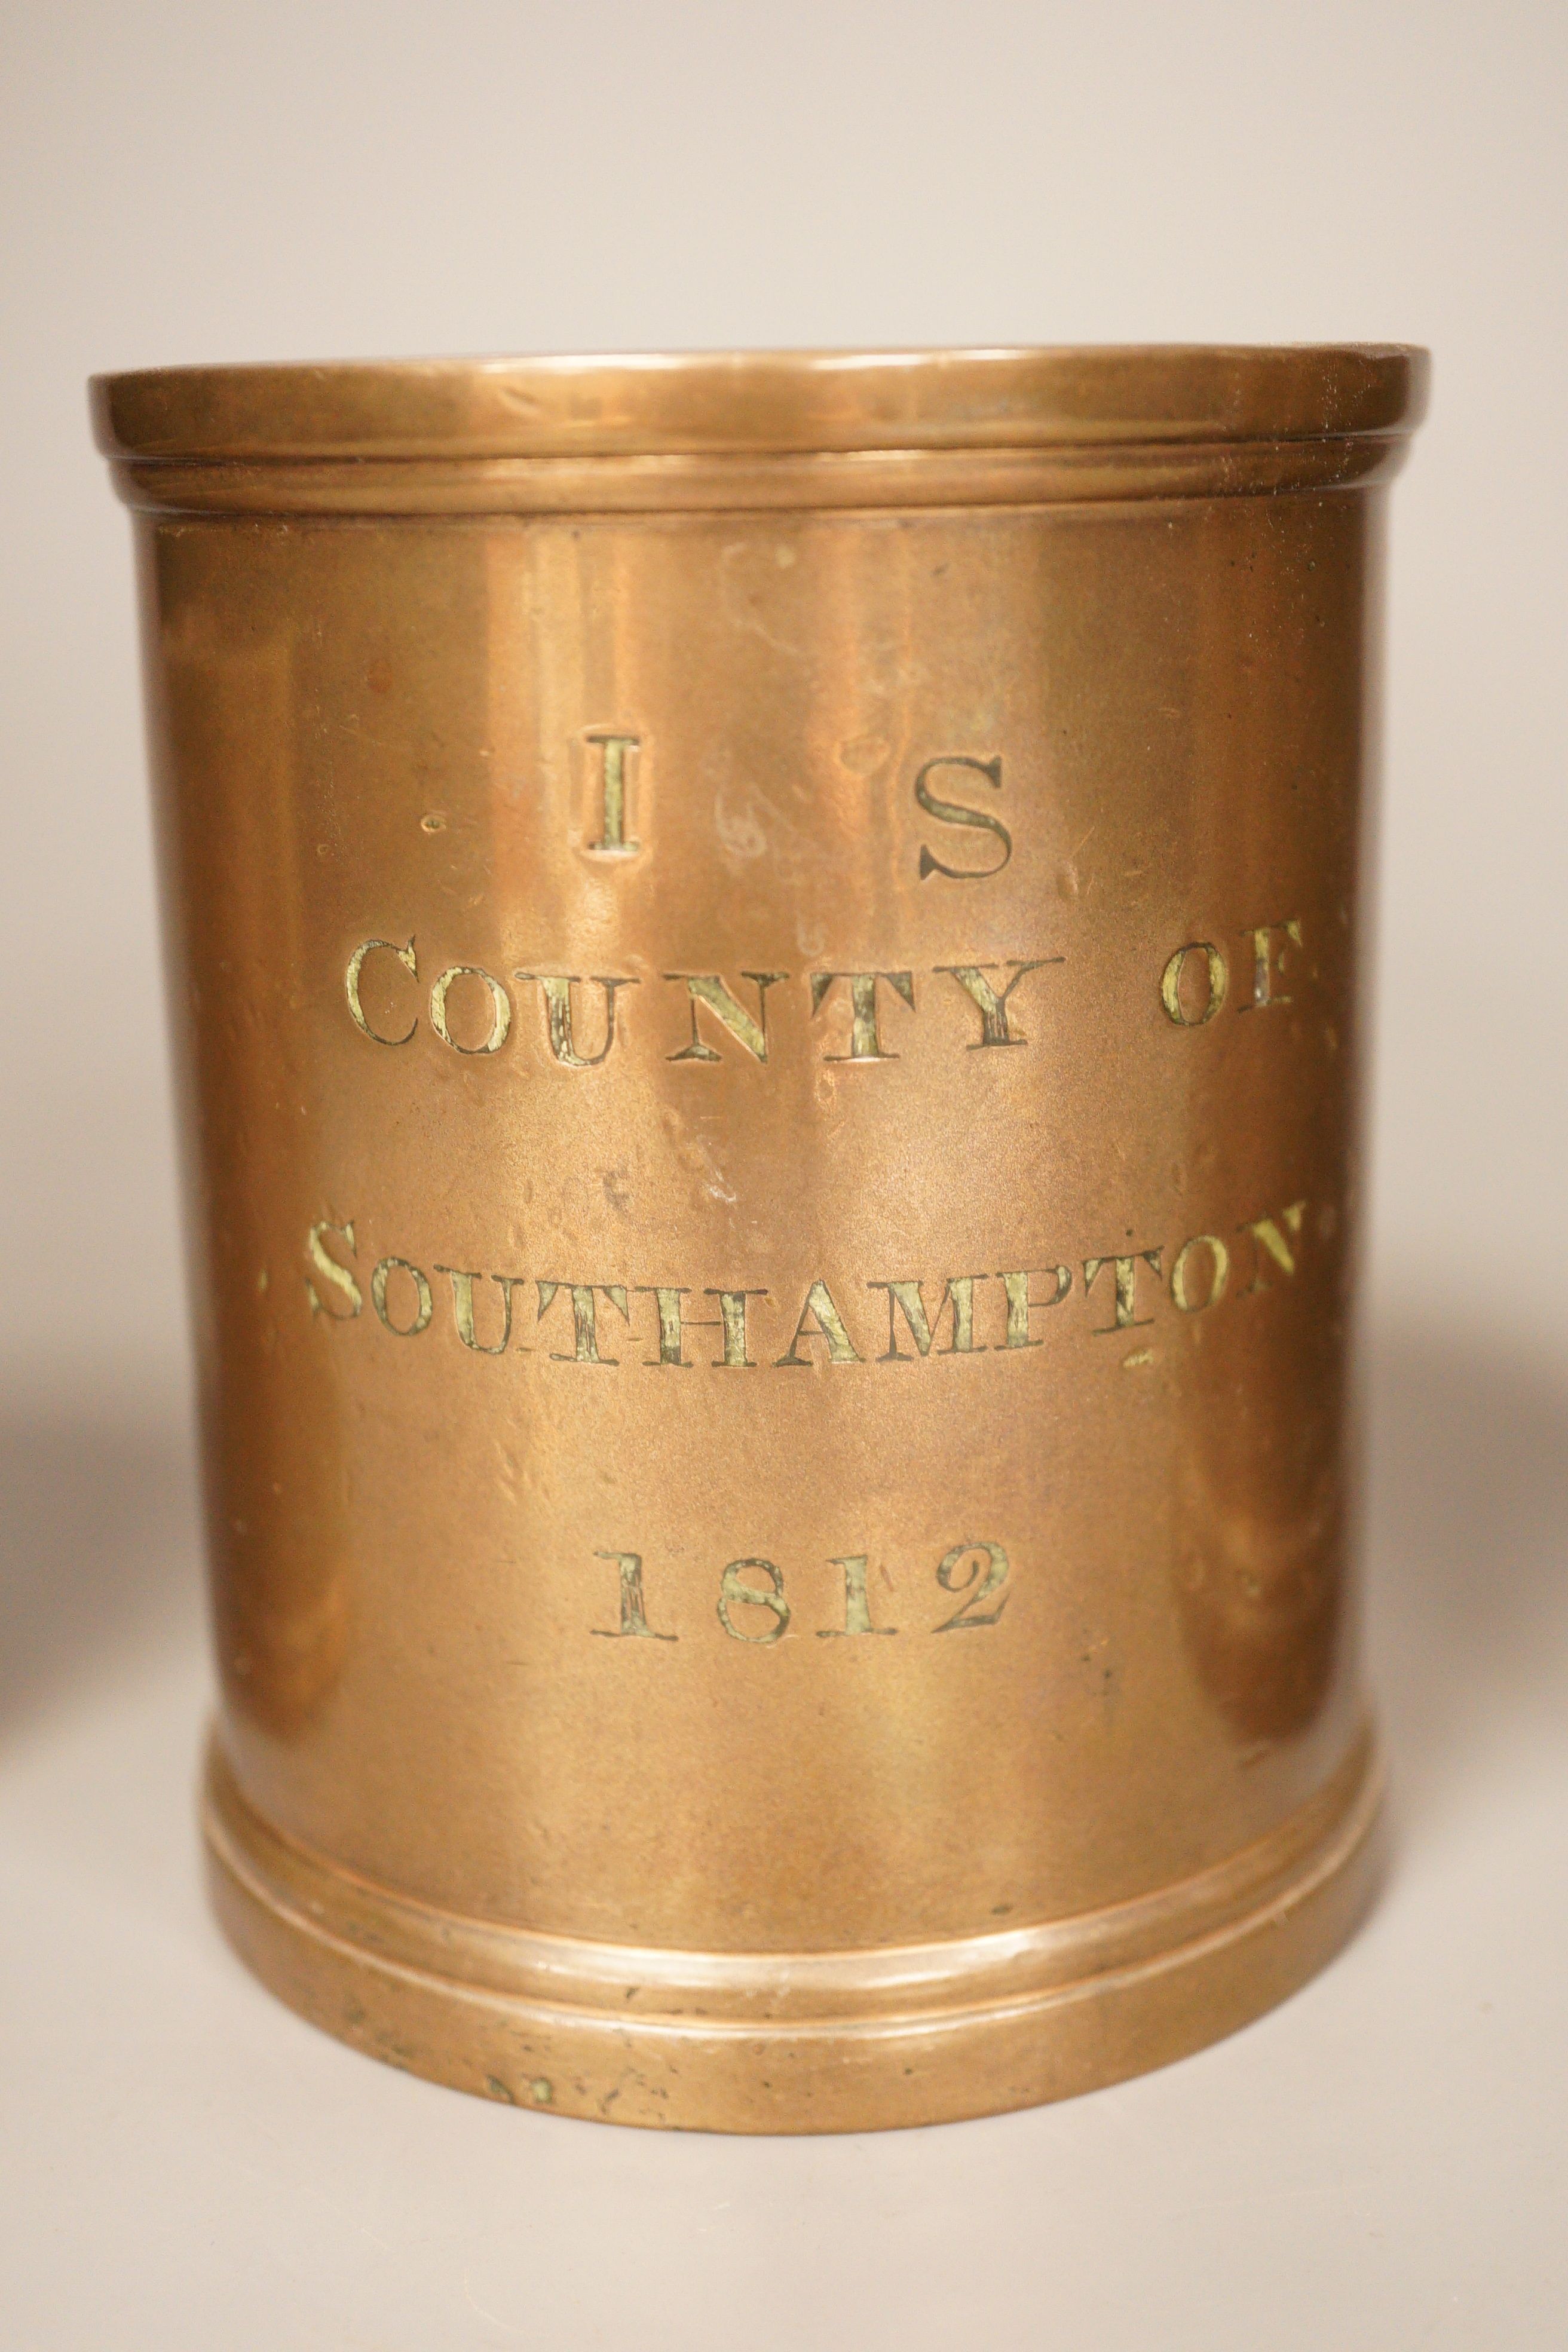 I S
COUNTY OF
SOUTHAMPTON
1812